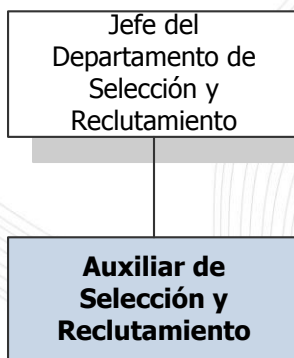 Jefe del
Departamento de
Selección y
Reclutamiento
Auxiliar de
Selección y
Reclutamiento